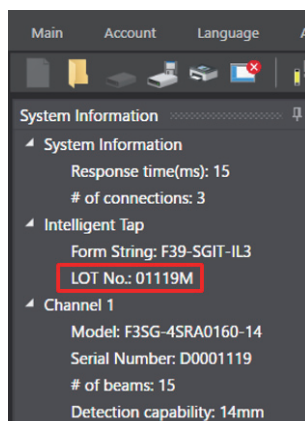 Main Account Language
System Information
System Information
Response time(ms): 15
# of connections: 3
Intelligent Tap
Form String: F39-SGIT-IL3
LOT No.: 01119M
Channel 1
Model: F3SG-4SRA0160-14
Serial Number: D0001119
# of beams: 15
Detection capability: 14mm